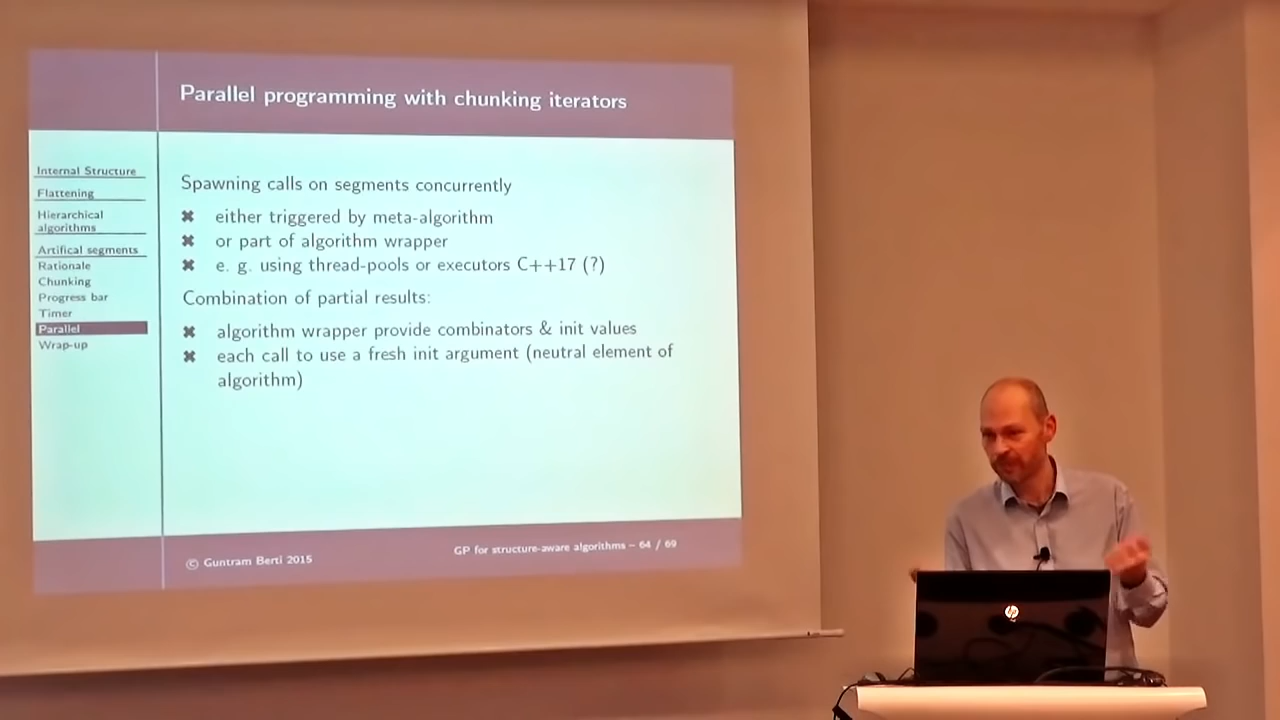 Parallel programming with chunking iterators
Internal Structure
Flattening
Hierarchical
algorithms
Artifical segments
Rationale
Chunking
Progress bar
Timer
Parallel
Wrap-up
Spawning calls on segments concurrently
✖ either triggered by meta-algorithm
✖ or part of algorithm wrapper
✖ e. g. using thread-pools or executors C++17 (?)
Combination of partial results:
✖ algorithm wrapper provide combinators & init values
✖ each call to use a fresh init argument (neutral element of
algorithm)
© Guntram Berti 2015
GP for structure-aware algorithms – 64 / 69
hp